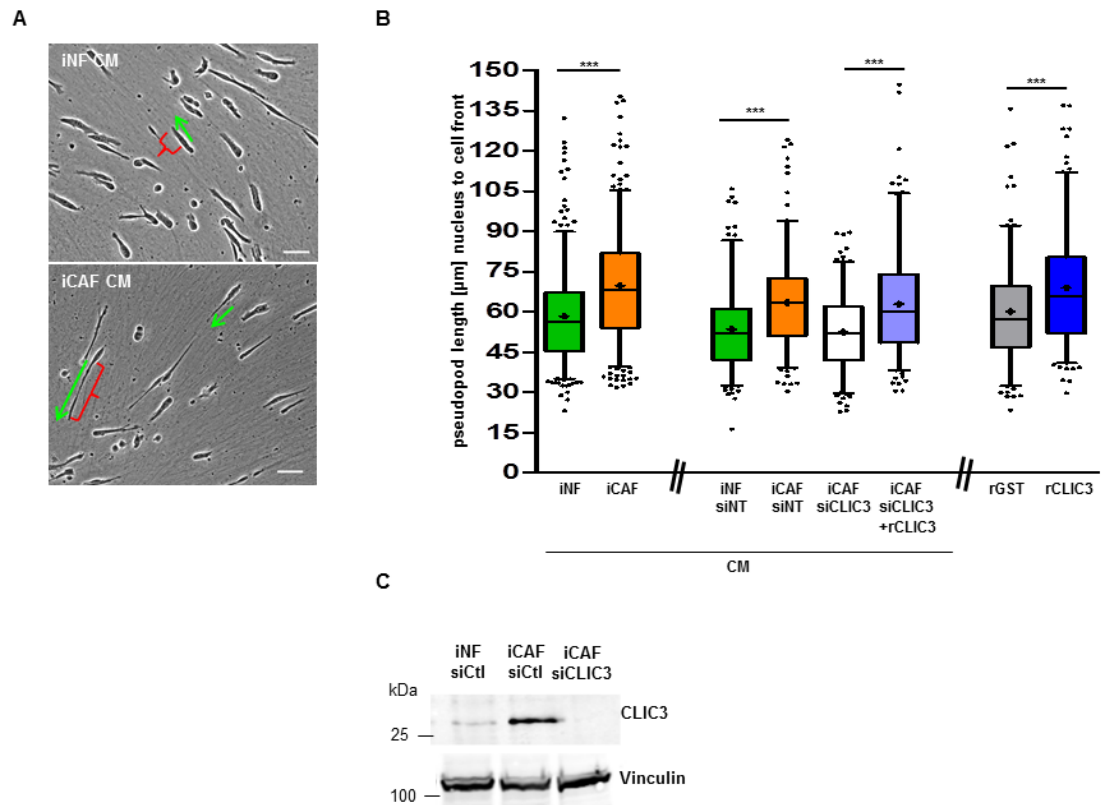 A
iNF CM
iCAF CM
B
pseudopod length [µm] nucleus to cell front
150
135
120
105
90
75
60
45
30
15
0
***
***
***
***
iNF
iCAF
iNF
siNT
iCAF
siNT
iCAF
siCLIC3
iCAF
siCLIC3
+rCLIC3
rGST
rCLIC3
CM
C
iNF
siCtl
iCAF
siCtl
iCAF
siCLIC3
kDa
25
CLIC3
100
Vinculin